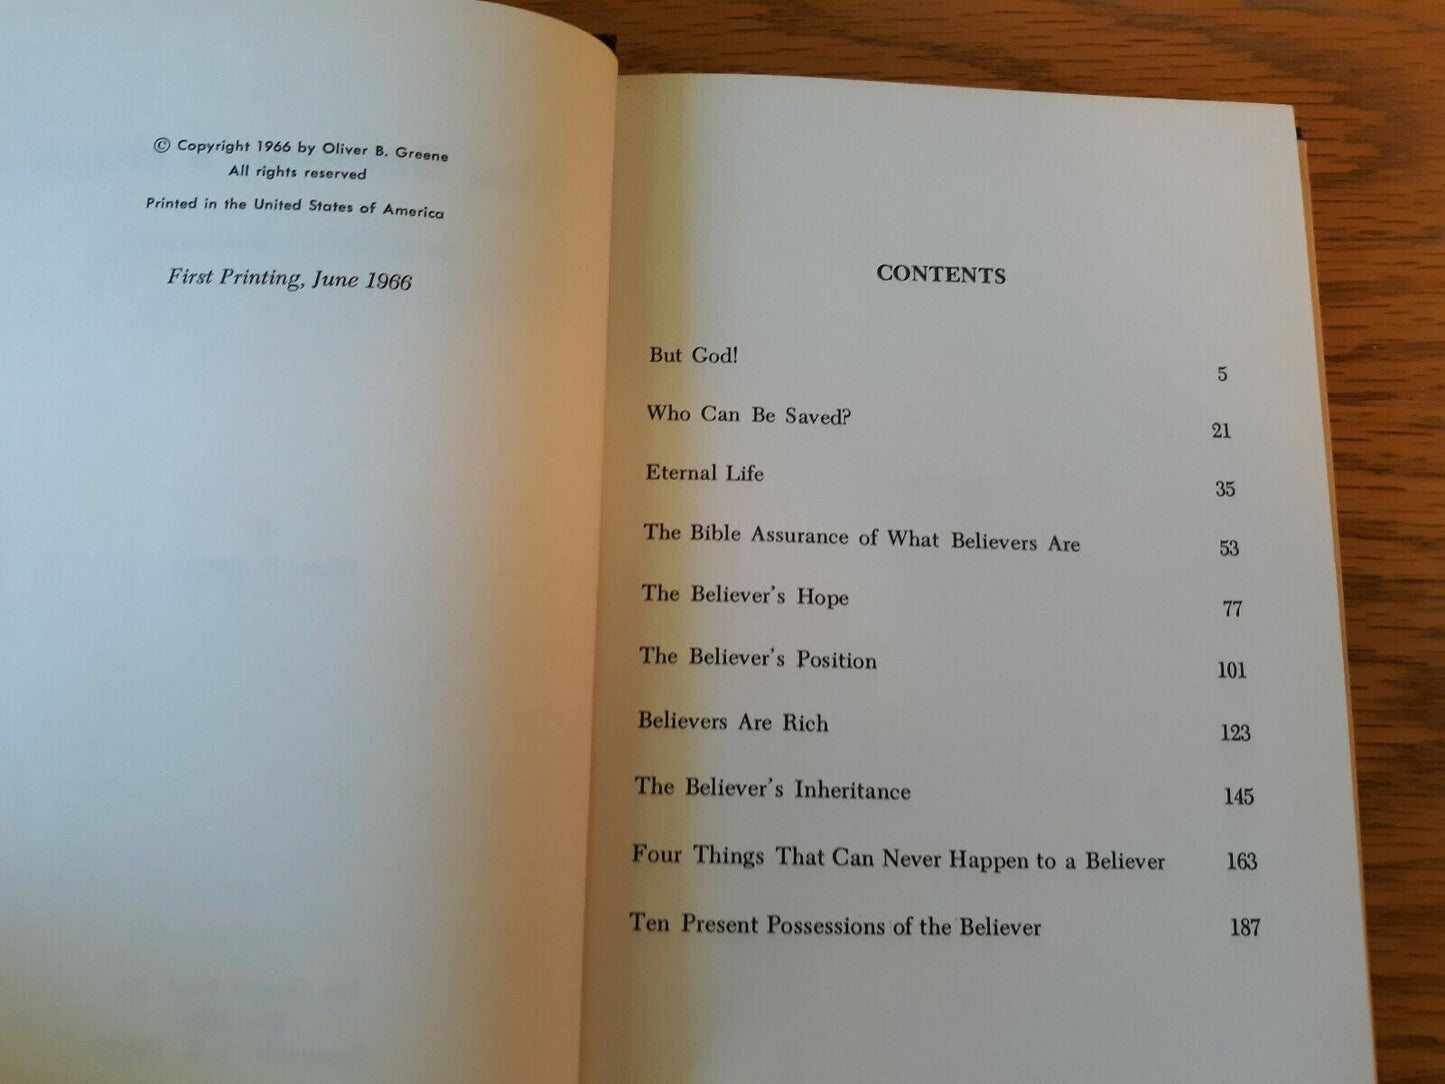 © Copyright 1966 by Oliver B. Greene
All rights reserved
Printed in the United States of America
First Printing, June 1966
CONTENTS
But God! 5
Who Can Be Saved? 21
Eternal Life 35
The Bible Assurance of What Believers Are 53
The Believer's Hope 77
The Believer's Position 101
Believers Are Rich 123
The Believer's Inheritance 145
Four Things That Can Never Happen to a Believer 163
Ten Present Possessions of the Believer 187